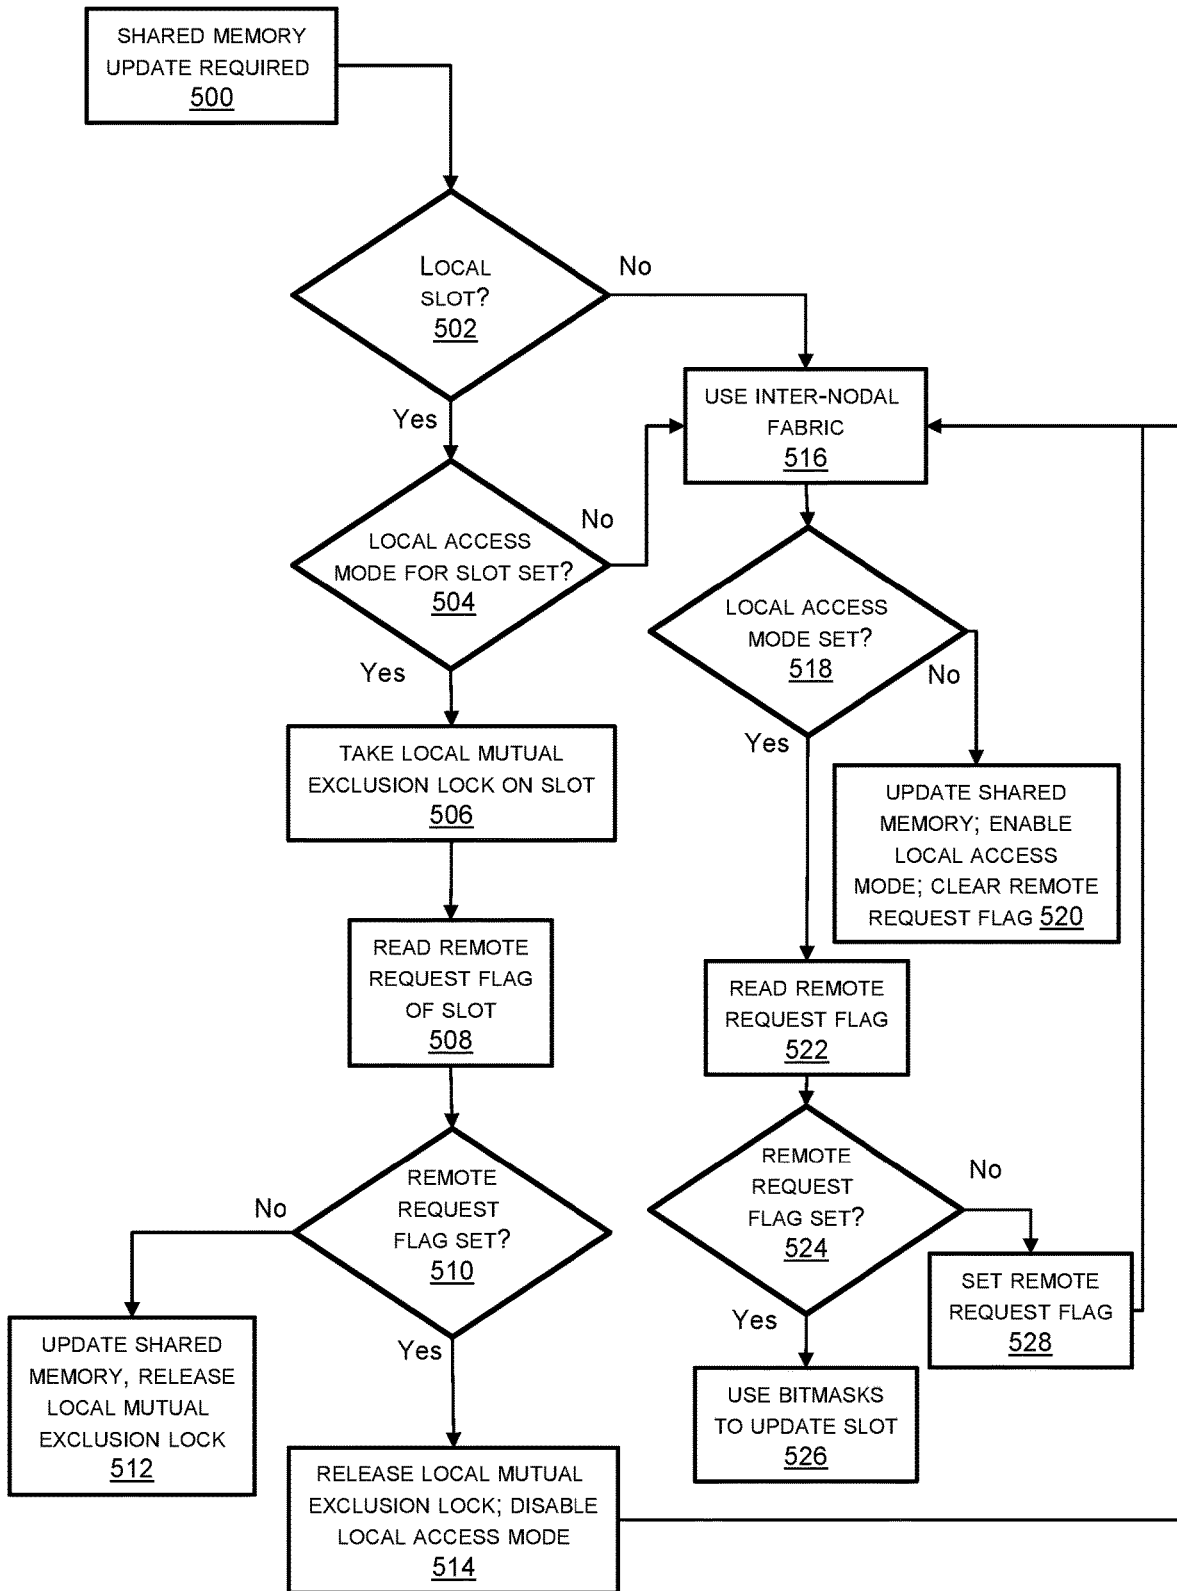 SHARED MEMORY
UPDATE REQUIRED
500
LOCAL
SLOT?
502
No
Yes
USE INTER-NODAL
FABRIC
516
LOCAL ACCESS
MODE FOR SLOT SET?
504
No
Yes
LOCAL ACCESS
MODE SET?
518
No
Yes
TAKE LOCAL MUTUAL
EXCLUSION LOCK ON SLOT
506
UPDATE SHARED
MEMORY; ENABLE
LOCAL ACCESS
MODE; CLEAR REMOTE
REQUEST FLAG 520
READ REMOTE
REQUEST FLAG
OF SLOT
508
READ REMOTE
REQUEST FLAG
522
REMOTE
REQUEST
FLAG SET?
510
No
Yes
REMOTE
REQUEST
FLAG SET?
524
No
Yes
SET REMOTE
REQUEST FLAG
528
UPDATE SHARED
MEMORY, RELEASE
LOCAL MUTUAL
EXCLUSION LOCK
512
USE BITMASKS
TO UPDATE SLOT
526
RELEASE LOCAL MUTUAL
EXCLUSION LOCK; DISABLE
LOCAL ACCESS MODE
514